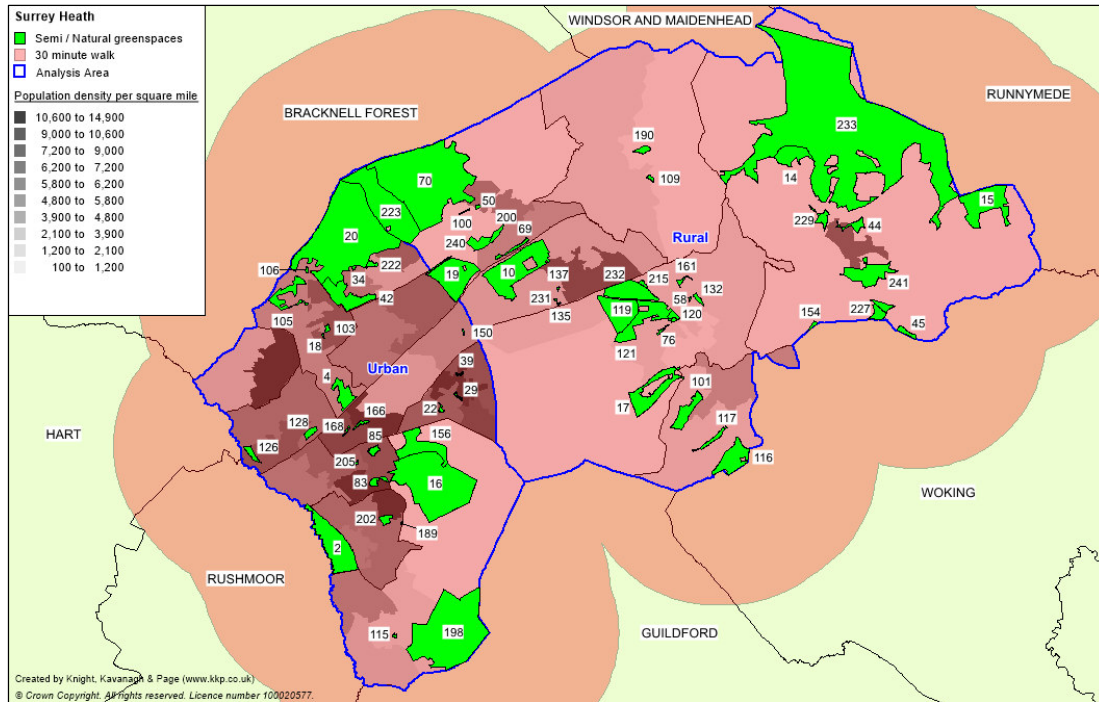 Surrey Heath
Semi / Natural greenspaces
30 minute walk
Analysis Area
Population density per square mile
10,600 to 14,900
9,000 to 10,600
7,200 to 9,000
6,200 to 7,200
5,800 to 6,200
4,800 to 5,800
3,900 to 4,800
2,100 to 3,900
1,200 to 2,100
100 to 1,200
WINDSOR AND MAIDENHEAD
RUNNYMEDE
BRACKNELL FOREST
233
190
109
14
15
70
50
223
200
100
69
229
44
20
240
Rural
222
106
19
10
137
232
161
34
215
132
241
42
231
58
105
119
120
227
135
154
45
103
150
76
18
121
39
Urban
4
29
101
22
17
166
117
128
168
156
HART
85
126
116
205
16
83
WOKING
202
189
2
RUSHMOOR
115
198
GUILDFORD
Created by Knight, Kavanagh & Page (www.kkp.co.uk)
© Crown Copyright. All rights reserved. Licence number 100020577.